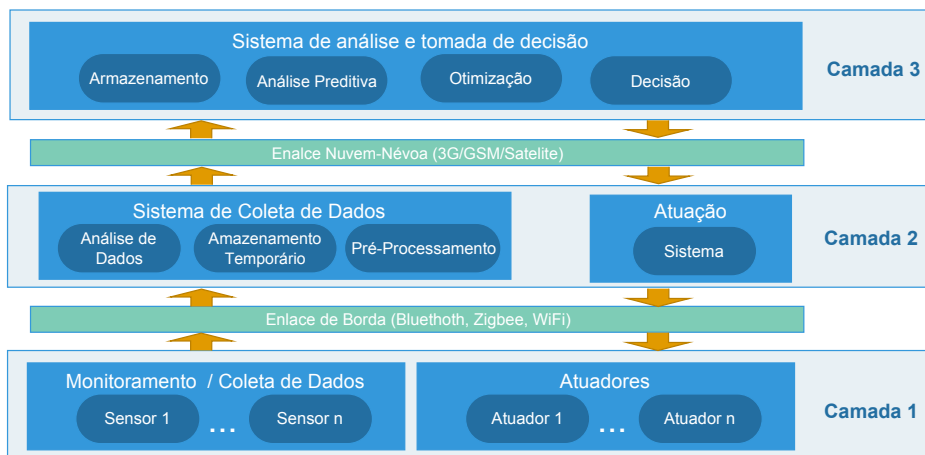 Sistema de análise e tomada de decisão
Armazenamento
Análise Preditiva
Otimização
Decisão
Camada 3
Enalce Nuvem-Névoa (3G/GSM/Satelite)
Sistema de Coleta de Dados
Análise de
Dados
Amazenamento
Temporário
Pré-Processamento
Atuação
Sistema
Camada 2
Enlace de Borda (Bluethoth, Zigbee, WiFi)
Monitoramento / Coleta de Dados
Sensor 1
...
Sensor n
Atuadores
Atuador 1
...
Atuador n
Camada 1